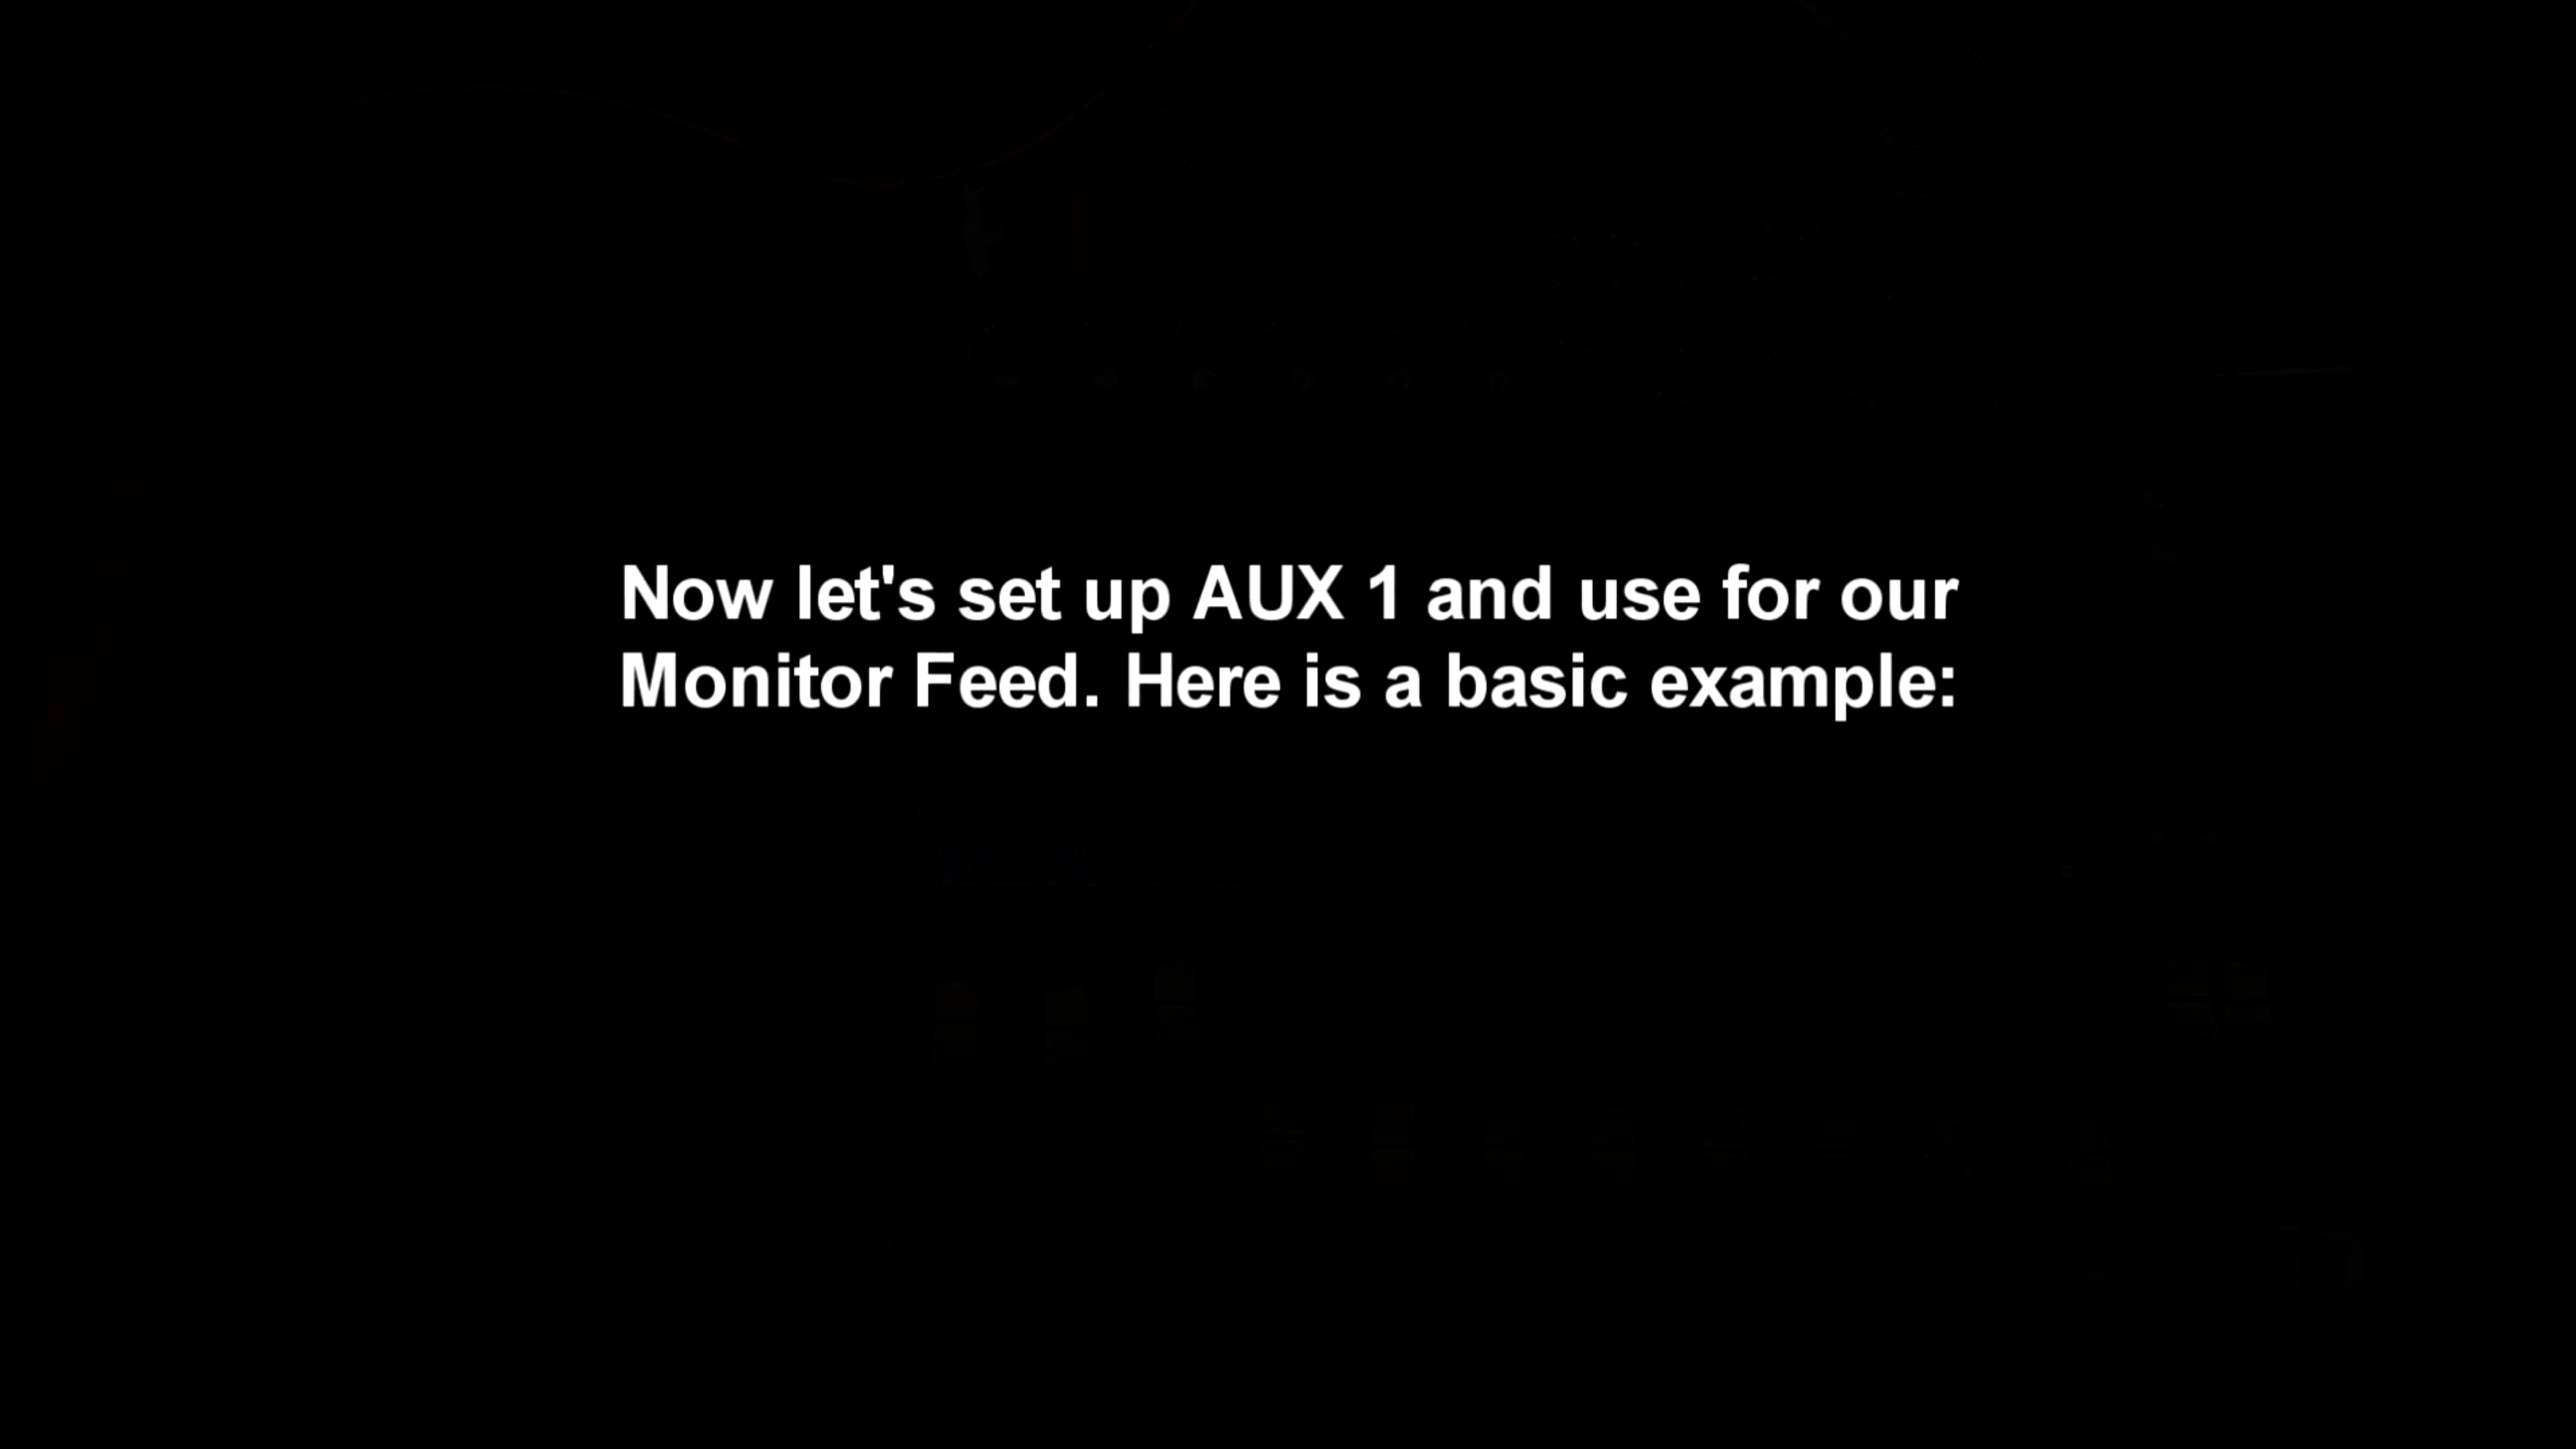 Now let's set up AUX 1 and use for our
Monitor Feed. Here is a basic example: